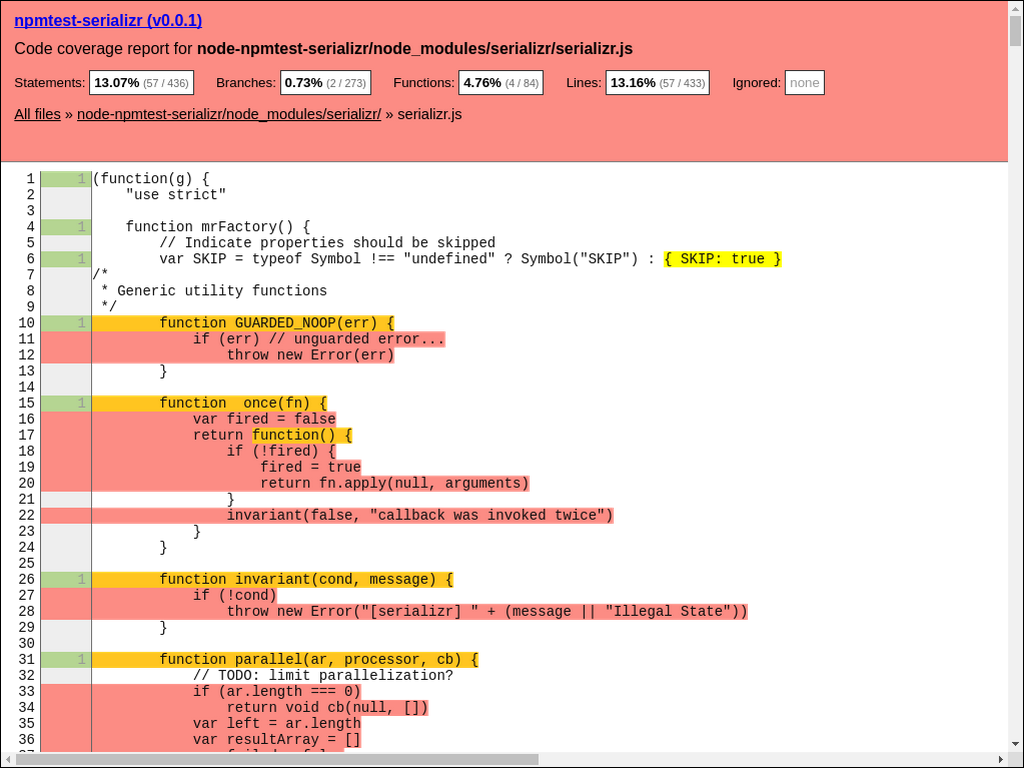 npmtest-serializr (v0.0.1)
Code coverage report for node-npmtest-serializr/node_modules/serializr/serializr.js
Statements: 13.07% (57 / 436) Branches: 0.73% (2 / 273) Functions: 4.76% (4 / 84) Lines: 13.16% (57 / 433) Ignored: none
All files » node-npmtest-serializr/node_modules/serializr/ » serializr.js
1 1 (function(g) {
2 "use strict"
3
4 1 function mrFactory() {
5 // Indicate properties should be skipped
6 1 var SKIP = typeof Symbol !== "undefined" ? Symbol("SKIP") : { SKIP: true }
7 /*
8 * Generic utility functions
9 */
10 1 function GUARDED_NOOP(err) {
11 if (err) // unguarded error...
12 throw new Error(err)
13 }
14
15 1 function  once(fn) {
16 var fired = false
17 return function() {
18 if (!fired) {
19 fired = true
20 return fn.apply(null, arguments)
21 }
22 invariant(false, "callback was invoked twice")
23 }
24 }
25
26 1 function invariant(cond, message) {
27 if (!cond)
28 throw new Error("[serializr] " + (message || "Illegal State"))
29 }
30
31 1 function parallel(ar, processor, cb) {
32 // TODO: limit parallelization?
33 if (ar.length === 0)
34 return void cb(null, [])
35 var left = ar.length
36 var resultArray = []